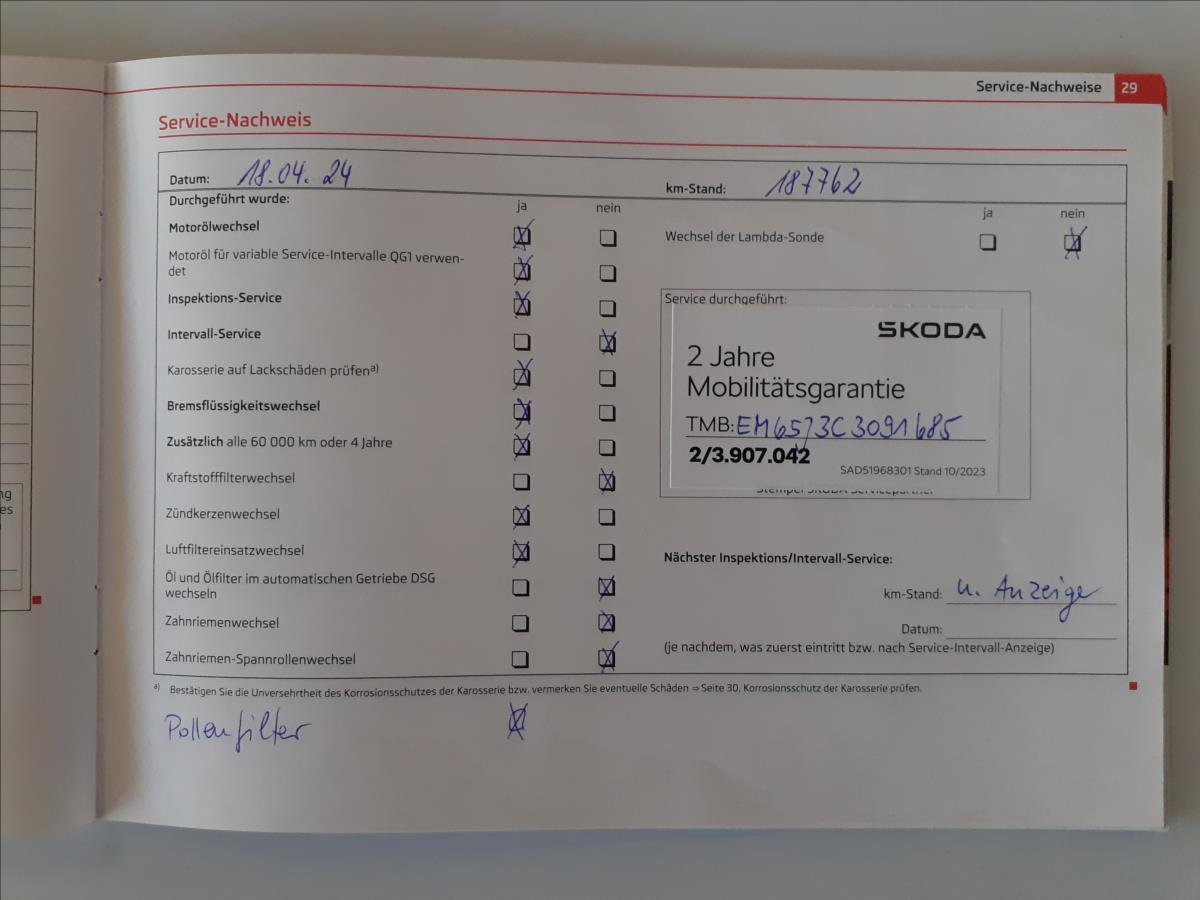 Service-Nachweise 29
Service-Nachweis
Datum: 18.04. 24
km-Stand: 187762
Durchgeführt wurde:
ja nein
Motorölwechsel
Motoröl für variable Service-Intervalle QG1 verwen-
det
Inspektions-Service
Intervall-Service
Karosserie auf Lackschäden prüfena)
Bremsflüssigkeitswechsel
Zusätzlich alle 60 000 km oder 4 Jahre
Kraftstofffilterwechsel
Zündkerzenwechsel
Luftfiltereinsatzwechsel
Öl und Ölfilter im automatischen Getriebe DSG
wechseln
Zahnriemenwechsel
Zahnriemen-Spannrollenwechsel
ja nein
Wechsel der Lambda-Sonde
Service durchgeführt:
SKODA
2 Jahre
Mobilitätsgarantie
TMB: EM6573C3091685
2/3.907.042
SAD51968301 Stand 10/2023
Stempel ŠKODA Servicepartner
Nächster Inspektions/Intervall-Service:
km-Stand: n. Anzeige
Datum:
(je nachdem, was zuerst eintritt bzw. nach Service-Intervall-Anzeige)
a) Bestätigen Sie die Unversehrtheit des Korrosionsschutzes der Karosserie bzw. vermerken Sie eventuelle Schäden ⇒ Seite 30, Korrosionsschutz der Karosserie prüfen.
Pollenfilter